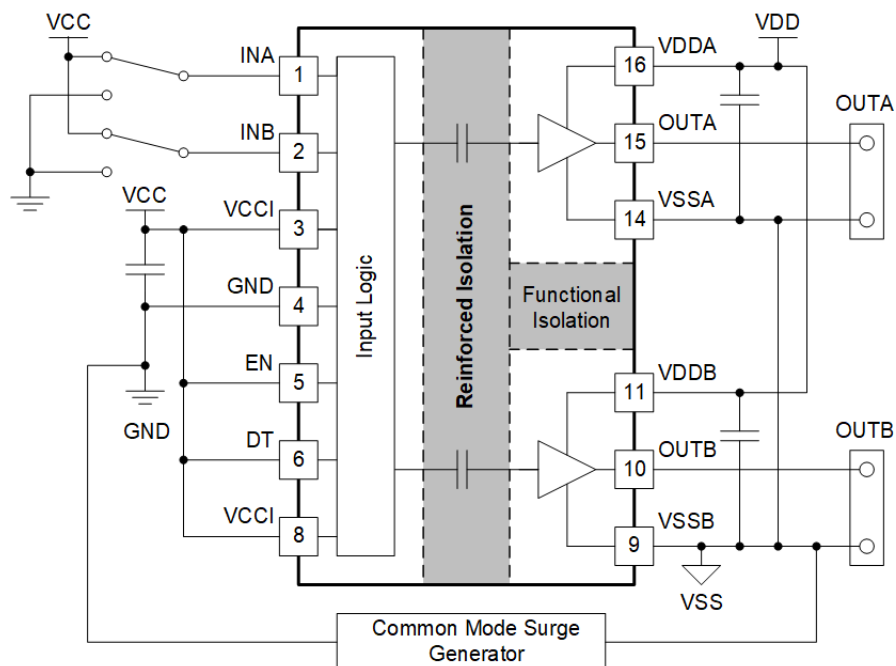 VCC
INA
1
INB
2
VCC
VCCI
3
GND
4
EN
5
GND
DT
6
VCCI
8
Input Logic
Reinforced Isolation
Functional
Isolation
VDDA
16
VDD
OUTA
15
OUTA
VSSA
14
VDDB
11
OUTB
10
OUTB
VSSB
9
VSS
Common Mode Surge
Generator